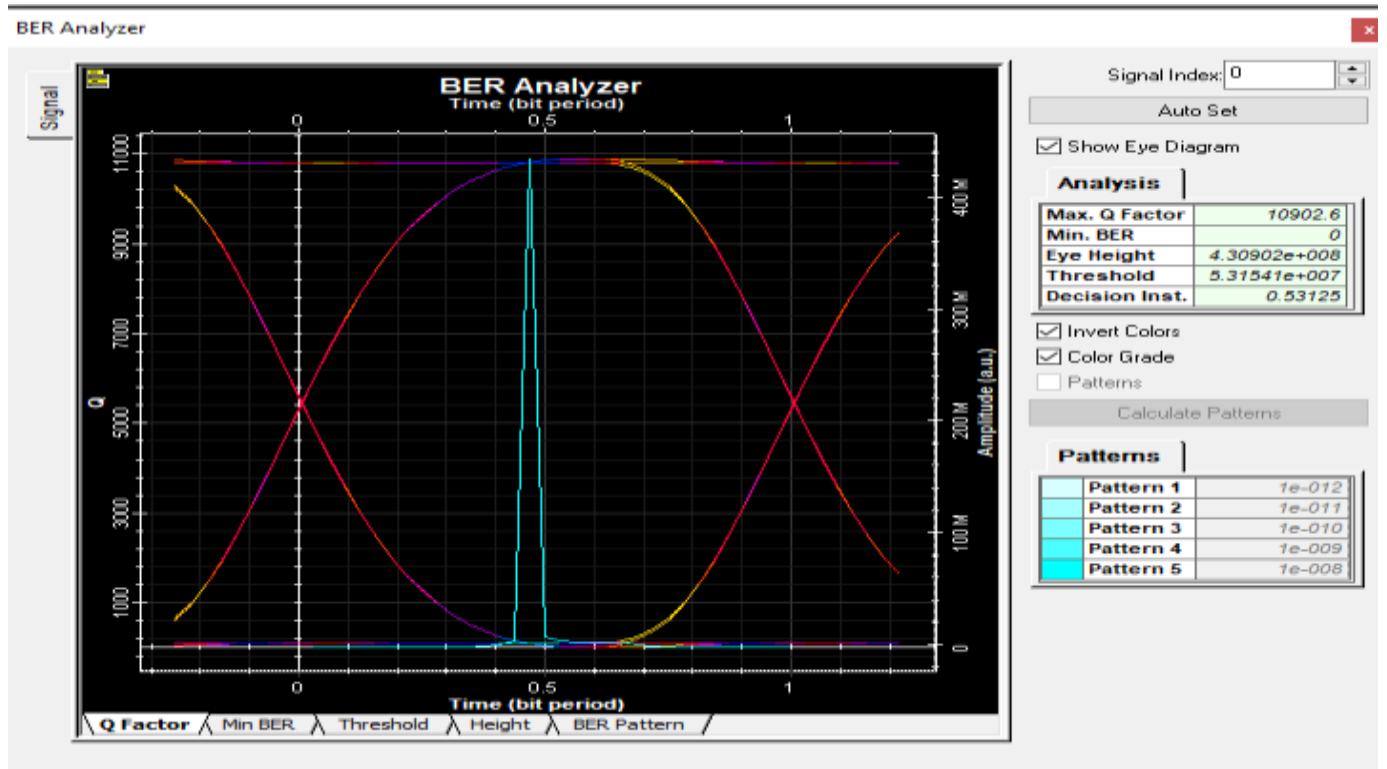 BER Analyzer
Signal
BER Analyzer
Time (bit period)
0 0.5 1
11000
9000
7000
5000
3000
1000
Q
400 M
300 M
200 M
100 M
0
Amplitude (a.u.)
0 0.5 1
Time (bit period)
Q Factor Min BER Threshold Height BER Pattern
Signal Index: 0
Auto Set
Show Eye Diagram
Analysis
Max. Q Factor 10902.6
Min. BER 0
Eye Height 4.30902e+008
Threshold 5.31541e+007
Decision Inst. 0.53125
Invert Colors
Color Grade
Patterns
Calculate Patterns
Patterns
Pattern 1 1e-012
Pattern 2 1e-011
Pattern 3 1e-010
Pattern 4 1e-009
Pattern 5 1e-008